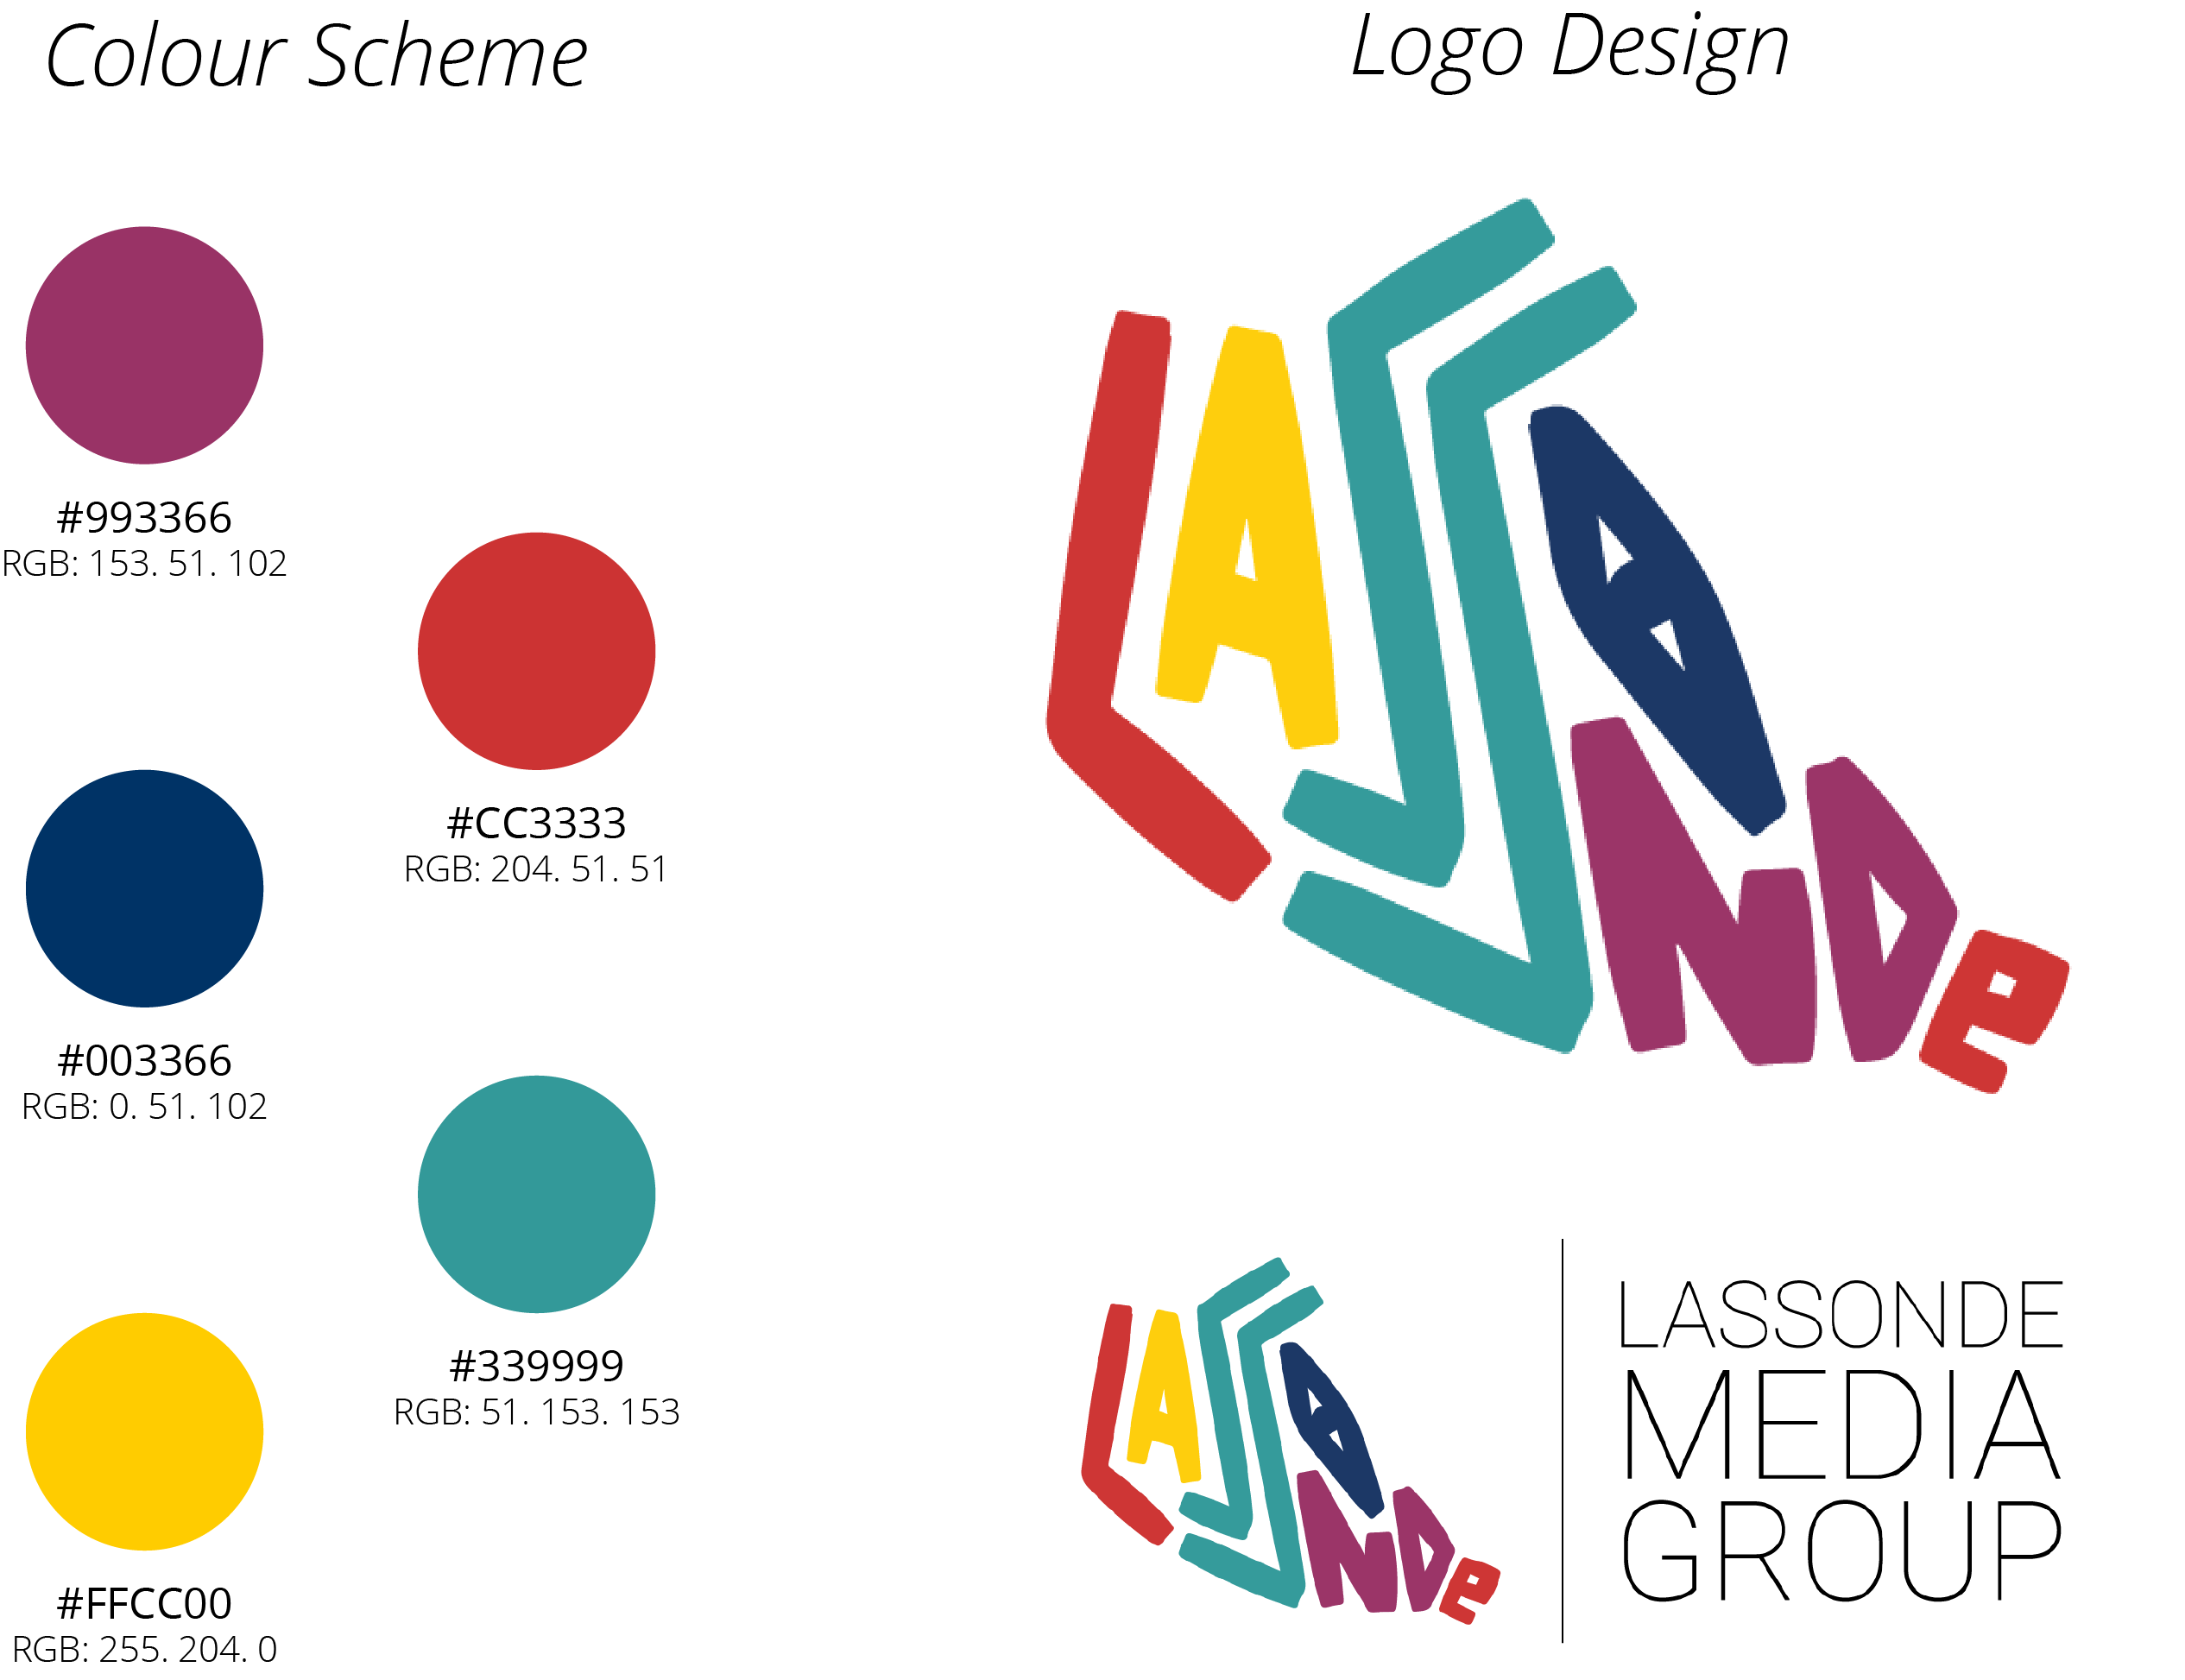 Colour Scheme
#993366
RGB: 153. 51. 102
#CC3333
RGB: 204. 51. 51
#003366
RGB: 0. 51. 102
#339999
RGB: 51. 153. 153
#FFCC00
RGB: 255. 204. 0
Logo Design
LASSONDe
LASSONDe
LASSONDE
MEDIA
GROUP